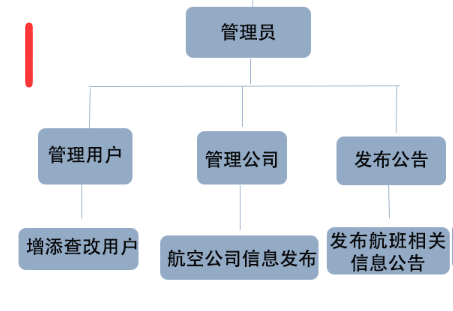 管理员
管理用户
管理公司
发布公告
增添查改用户
航空公司信息发布
发布航班相关
信息公告